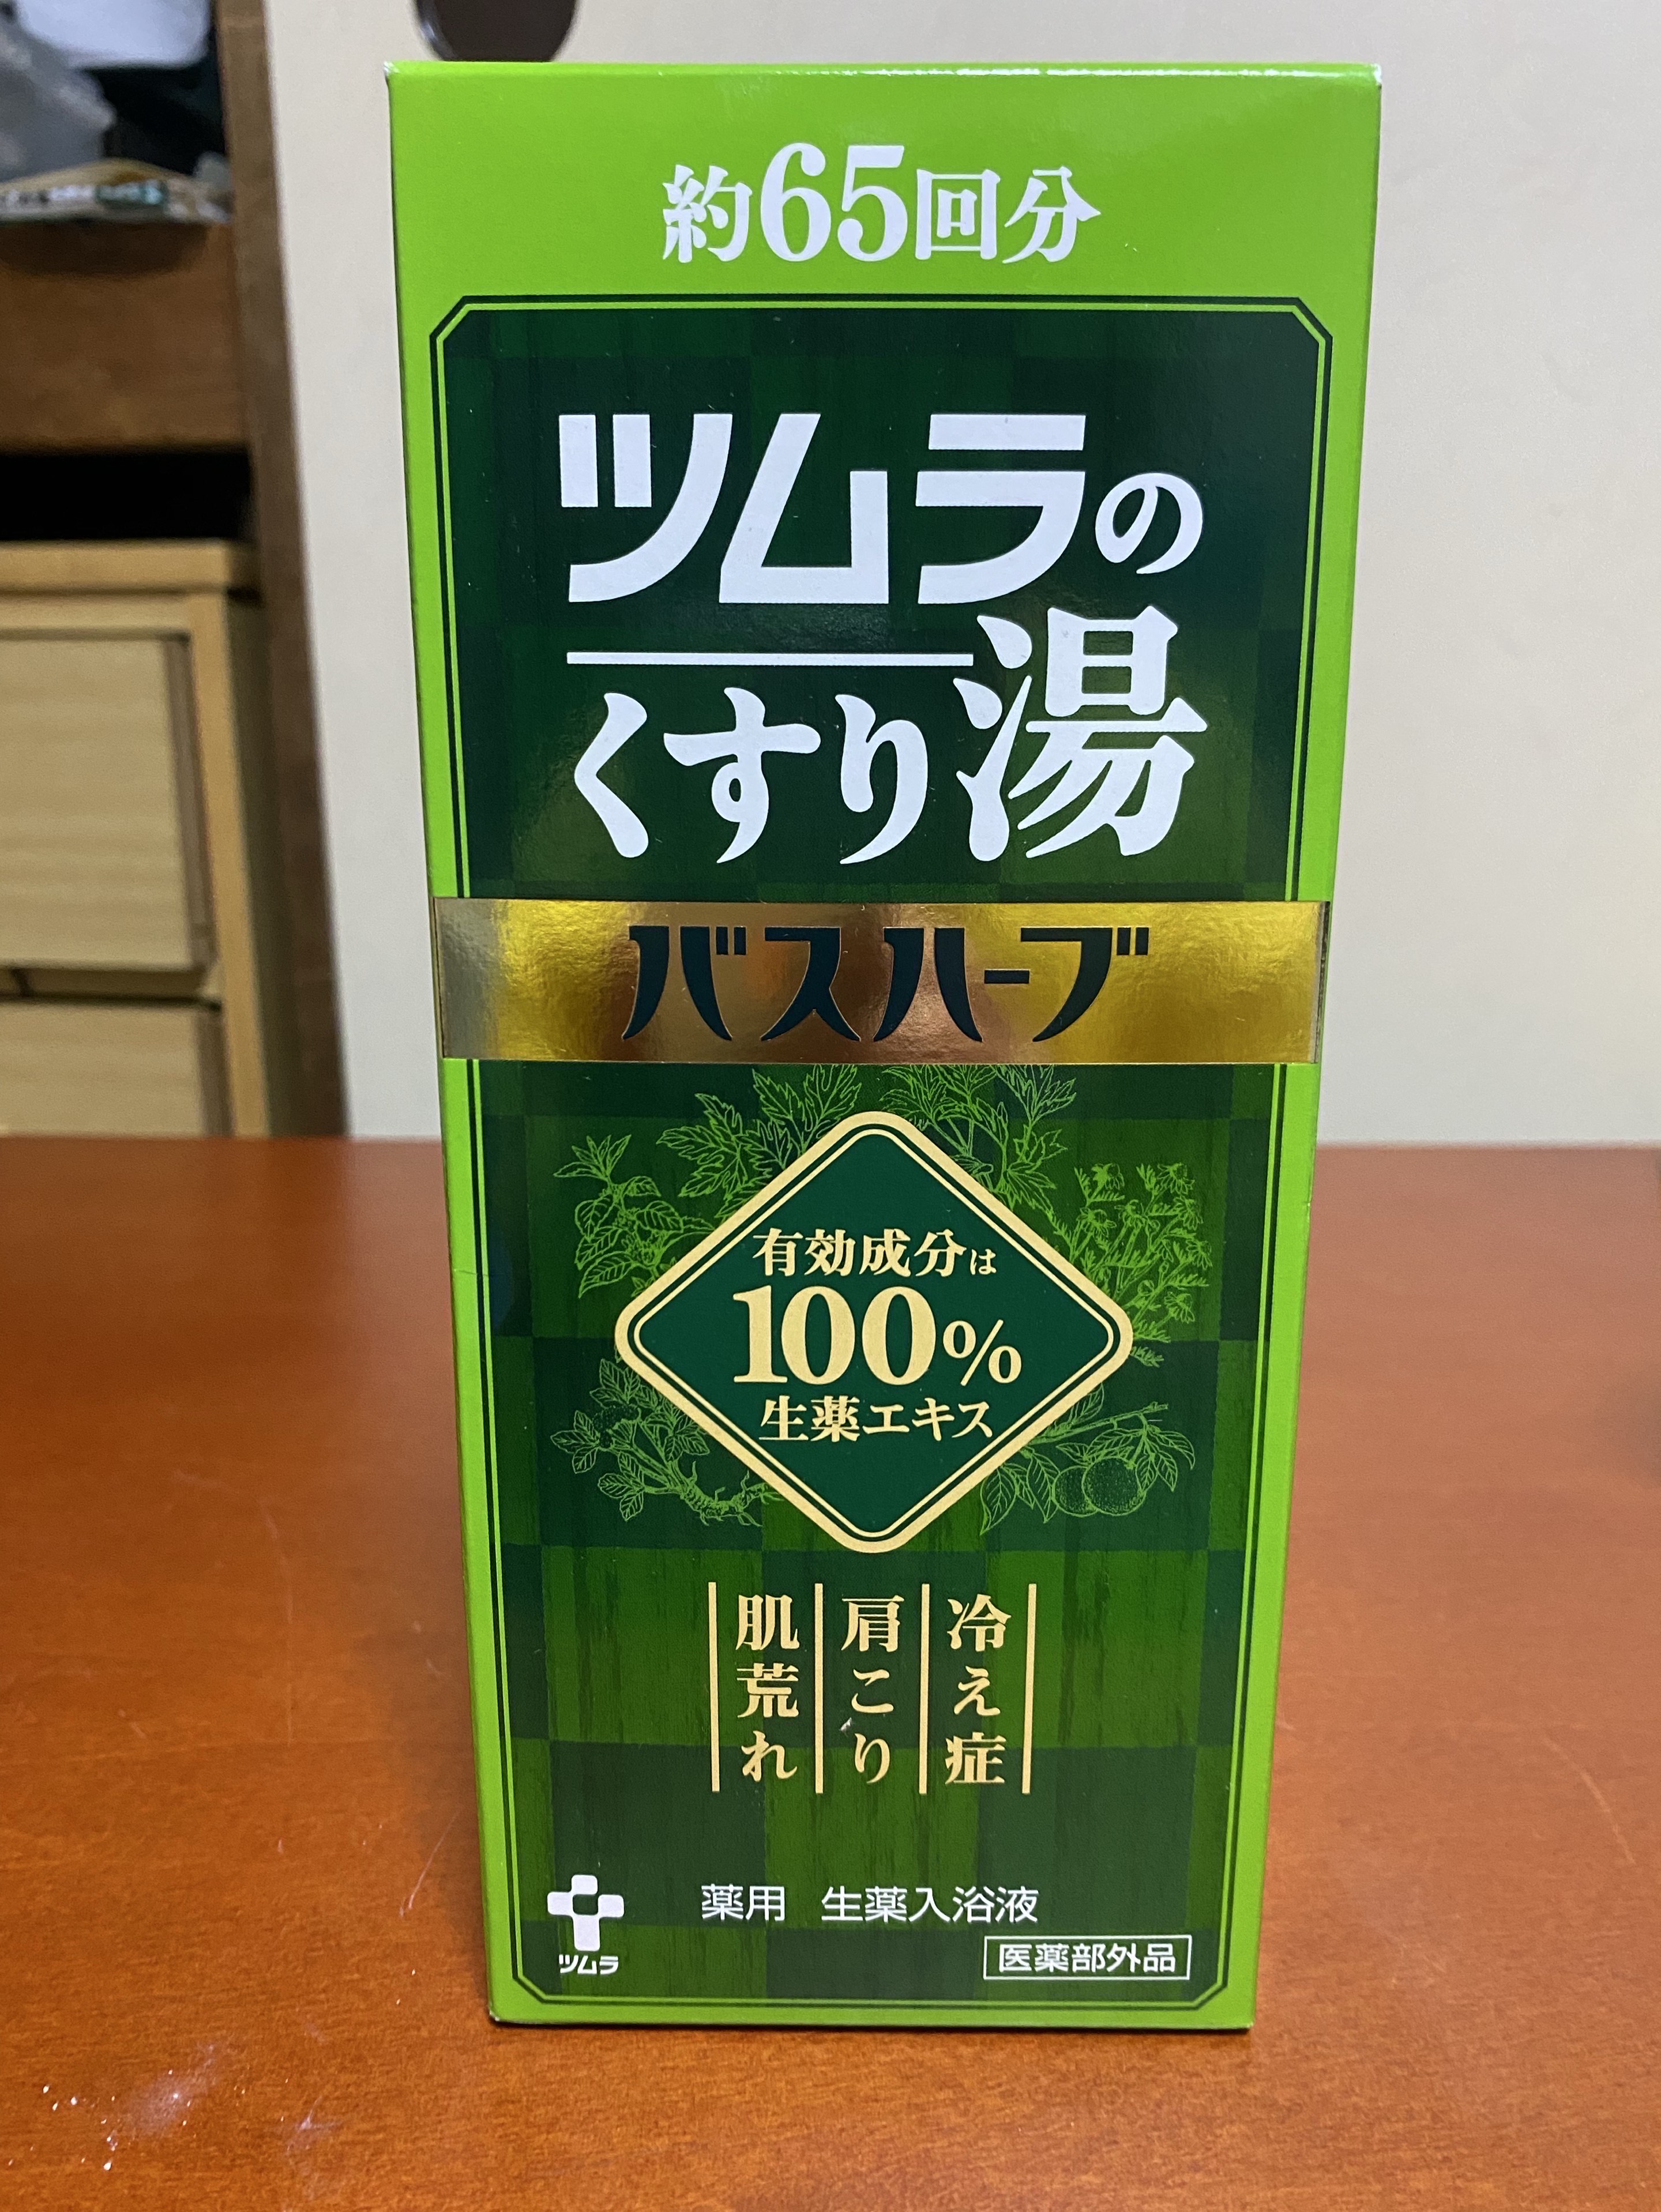 約65回分
ツムラの
くすり湯
バスハーブ
有効成分は
100%
生薬エキス
冷え症
肩こり
肌荒れ
薬用 生薬入浴液
ツムラ
医薬部外品